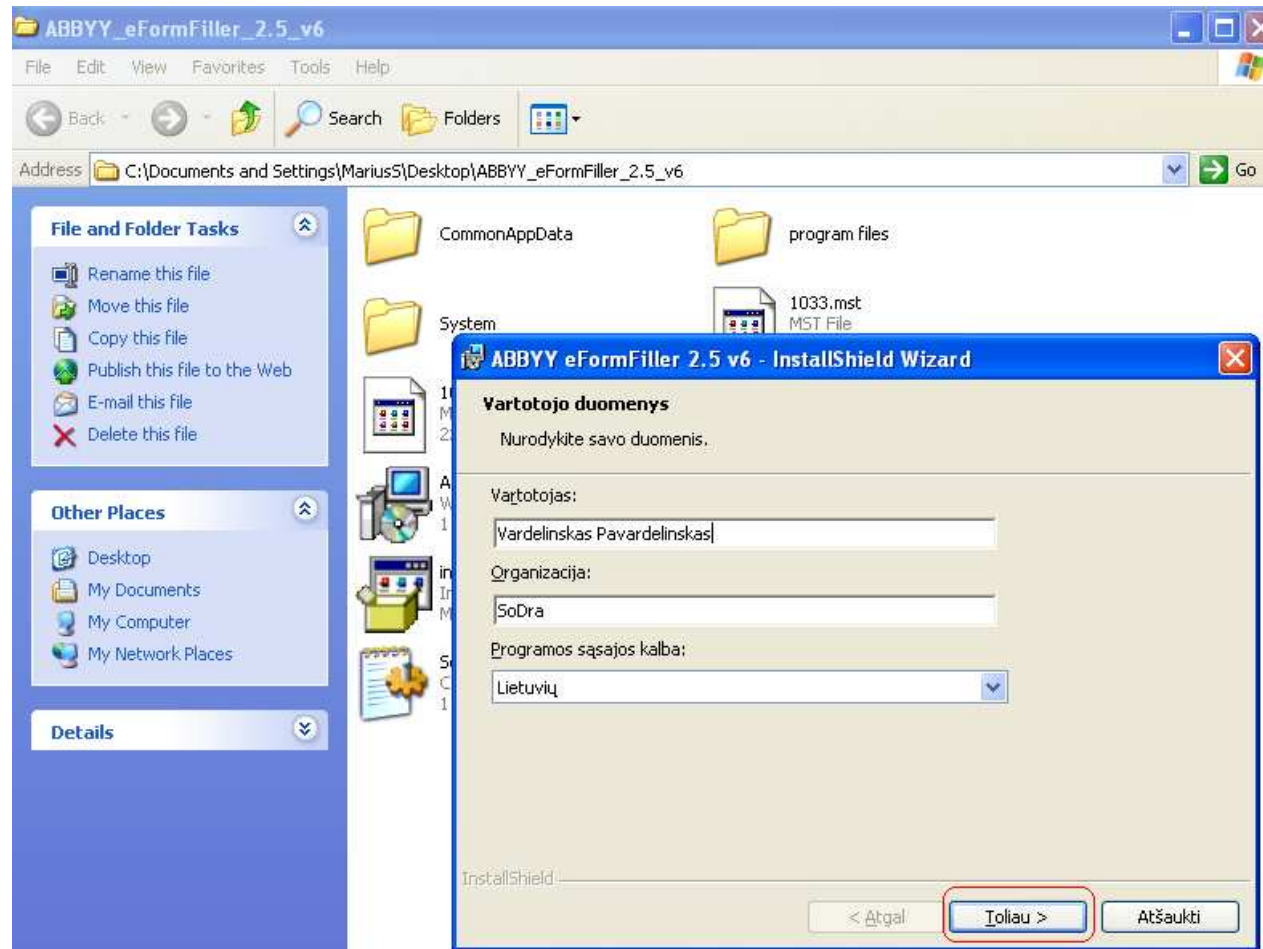 ABBYY_eFormFiller_2.5_v6
File Edit View Favorites Tools Help
Back Search Folders
Address C:\Documents and Settings\MariusS\Desktop\ABBYY_eFormFiller_2.5_v6 Go
File and Folder Tasks
Rename this file
Move this file
Copy this file
Publish this file to the Web
E-mail this file
Delete this file
Other Places
Desktop
My Documents
My Computer
My Network Places
Details
CommonAppData
program files
System
1033.mst
MST File
ABBYY eFormFiller 2.5 v6 - InstallShield Wizard
Vartotojo duomenys
Nurodykite savo duomenis.
Vartotojas:
Vardelinskas Pavardelinskas
Organizacija:
SoDra
Programos sąsajos kalba:
Lietuvių
InstallShield
< Atgal Toliau > Atšaukti